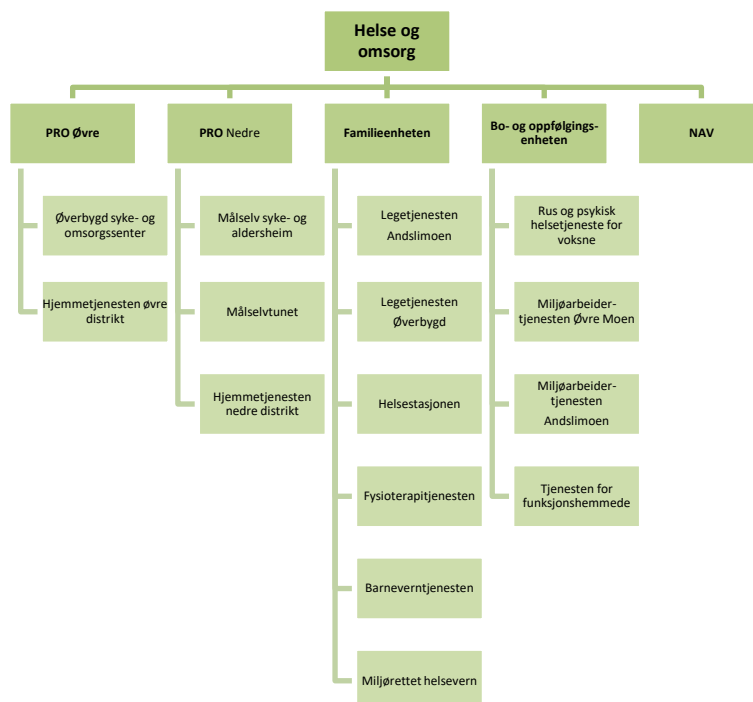 Helse og
omsorg
PRO Øvre
PRO Nedre
Familieenheten
Bo- og oppfølgings-
enheten
NAV
Øverbygd syke- og
omsorgssenter
Hjemmetjenesten øvre
distrikt
Målselv syke- og
aldersheim
Målselvtunet
Hjemmetjenesten
nedre distrikt
Legetjenesten
Andslimoen
Legetjenesten
Øverbygd
Helsestasjonen
Fysioterapitjenesten
Barneverntjenesten
Miljørettet helsevern
Rus og psykisk
helsetjeneste for
voksne
Miljøarbeider-
tjenesten Øvre Moen
Miljøarbeider-
tjenesten
Andslimoen
Tjenesten for
funksjonshemmede